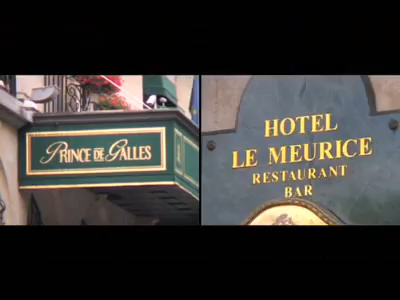 PRINCE DE GALLES
HOTEL
LE MEURICE
RESTAURANT
BAR